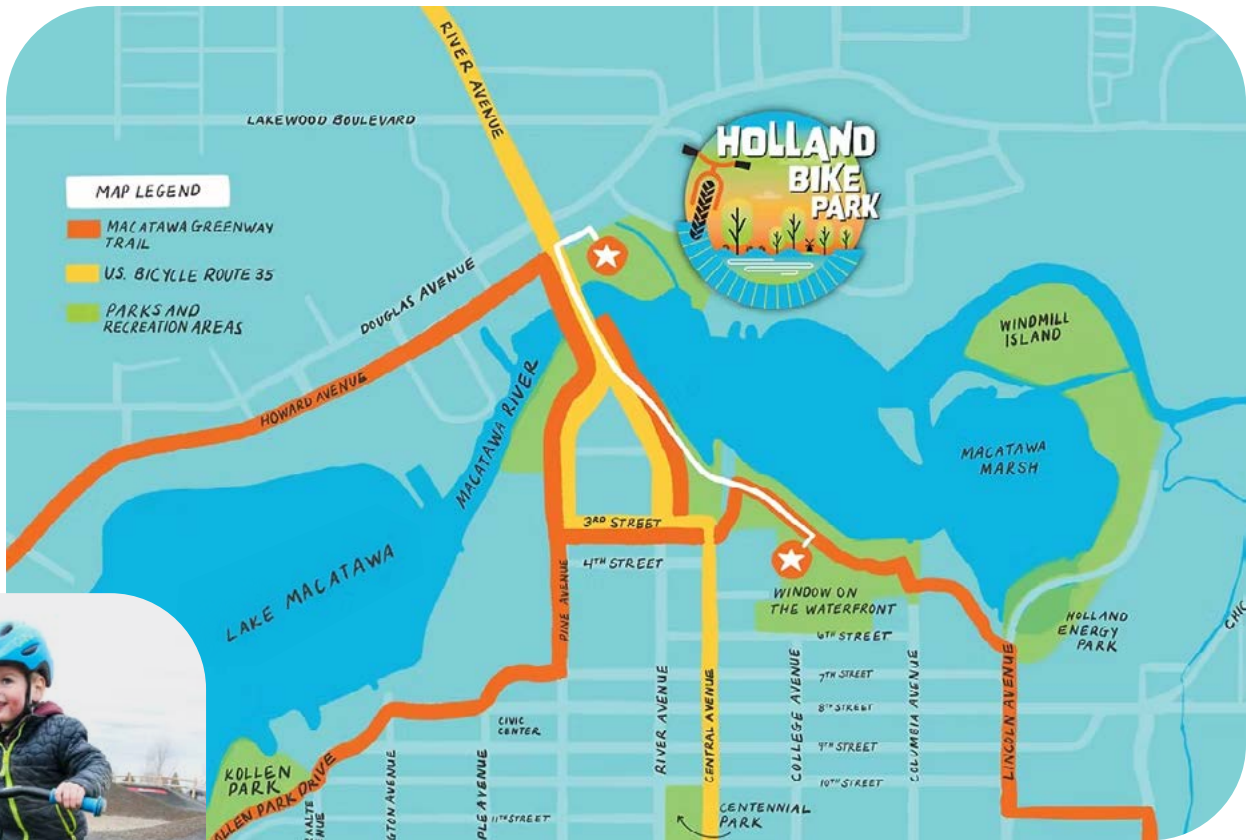 RIVER AVENUE
LAKEWOOD BOULEVARD
HOLLAND
BIKE
PARK
MAP LEGEND
MACATAWA GREENWAY
TRAIL
U.S. BICYCLE ROUTE 35
PARKS AND
RECREATION AREAS
DOUGLAS AVENUE
WINDMILL
ISLAND
HOWARD AVENUE
MACATAWA RIVER
MACATAWA
MARSH
3RD STREET
4TH STREET
LAKE MACATAWA
PINE AVENUE
WINDOW ON
THE WATERFRONT
HOLLAND
ENERGY
PARK
6TH STREET
7TH STREET
8TH STREET
9TH STREET
10TH STREET
RIVER AVENUE
CENTRAL AVENUE
COLLEGE AVENUE
COLUMBIA AVENUE
LINCOLN AVENUE
CIVIC
CENTER
KOLLEN
PARK
PARK DRIVE
AVENUE
11TH STREET
CENTENNIAL
PARK